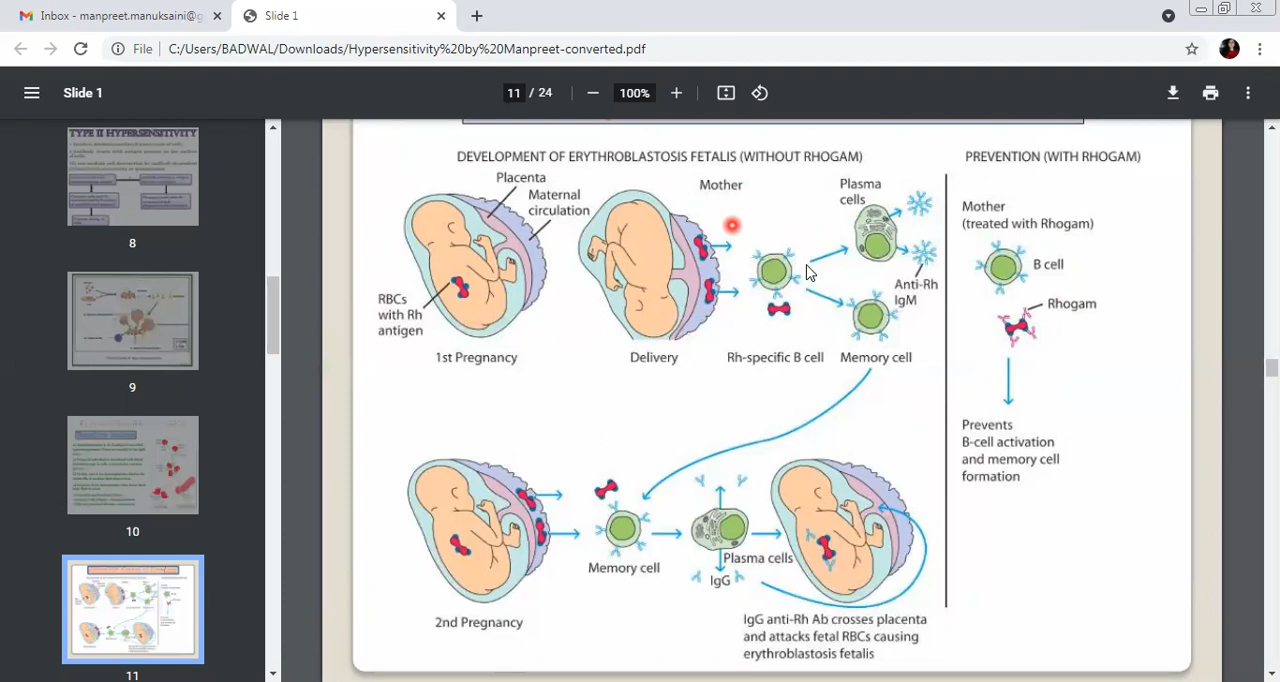 Inbox - manpreet.manuksaini@g
Slide 1
File
C:/Users/BADWAL/Downloads/Hypersensitivity%20by%20Manpreet-converted.pdf
Slide 1
11 / 24
100%
TYPE II HYPERSENSITIVITY
8
9
10
11
DEVELOPMENT OF ERYTHROBLASTOSIS FETALIS (WITHOUT RHOGAM)
PREVENTION (WITH RHOGAM)
Placenta
Maternal
circulation
RBCs
with Rh
antigen
1st Pregnancy
Delivery
Mother
Rh-specific B cell
Plasma
cells
Anti-Rh
IgM
Memory cell
Mother
(treated with Rhogam)
B cell
Rhogam
Prevents
B-cell activation
and memory cell
formation
2nd Pregnancy
Memory cell
Plasma cells
IgG
IgG anti-Rh Ab crosses placenta
and attacks fetal RBCs causing
erythroblastosis fetalis